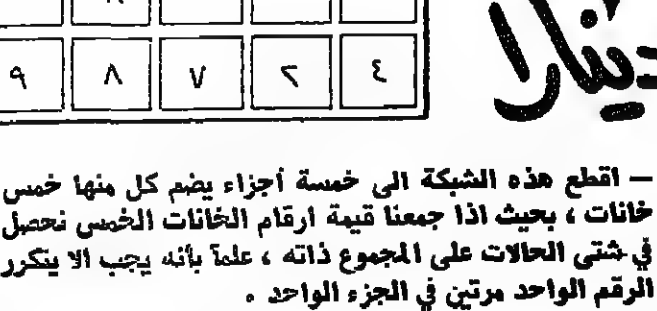 دينارا
٩ ٨ ٧ ٢ ٤
— اقطع هذه الشبكة الى خمسة أجزاء يضم كل منها خمس
خانات ، بحيث اذا جمعنا قيمة ارقام الخانات الخمس نحصل
في شتى الحالات على المجموع ذاته ، علماً بأنه يجب الا يتكرر
الرقم الواحد مرتين في الجزء الواحد .